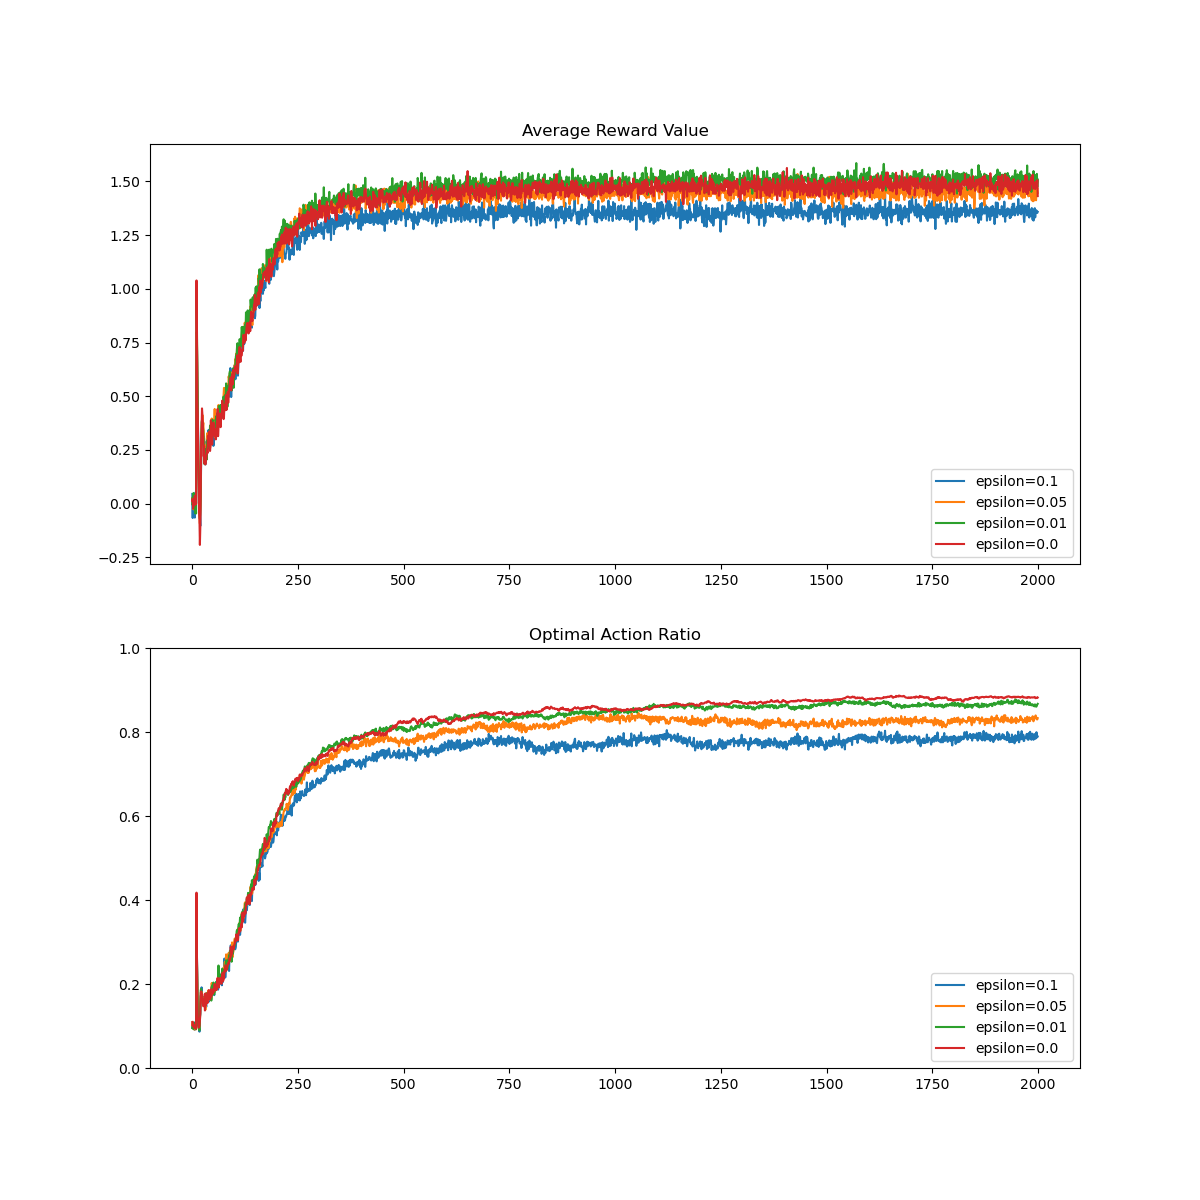 Average Reward Value
1.50
1.25
1.00
0.75
0.50
0.25
0.00
−0.25
epsilon=0.1
epsilon=0.05
epsilon=0.01
epsilon=0.0
0 250 500 750 1000 1250 1500 1750 2000
Optimal Action Ratio
1.0
0.8
0.6
0.4
0.2
0.0
epsilon=0.1
epsilon=0.05
epsilon=0.01
epsilon=0.0
0 250 500 750 1000 1250 1500 1750 2000